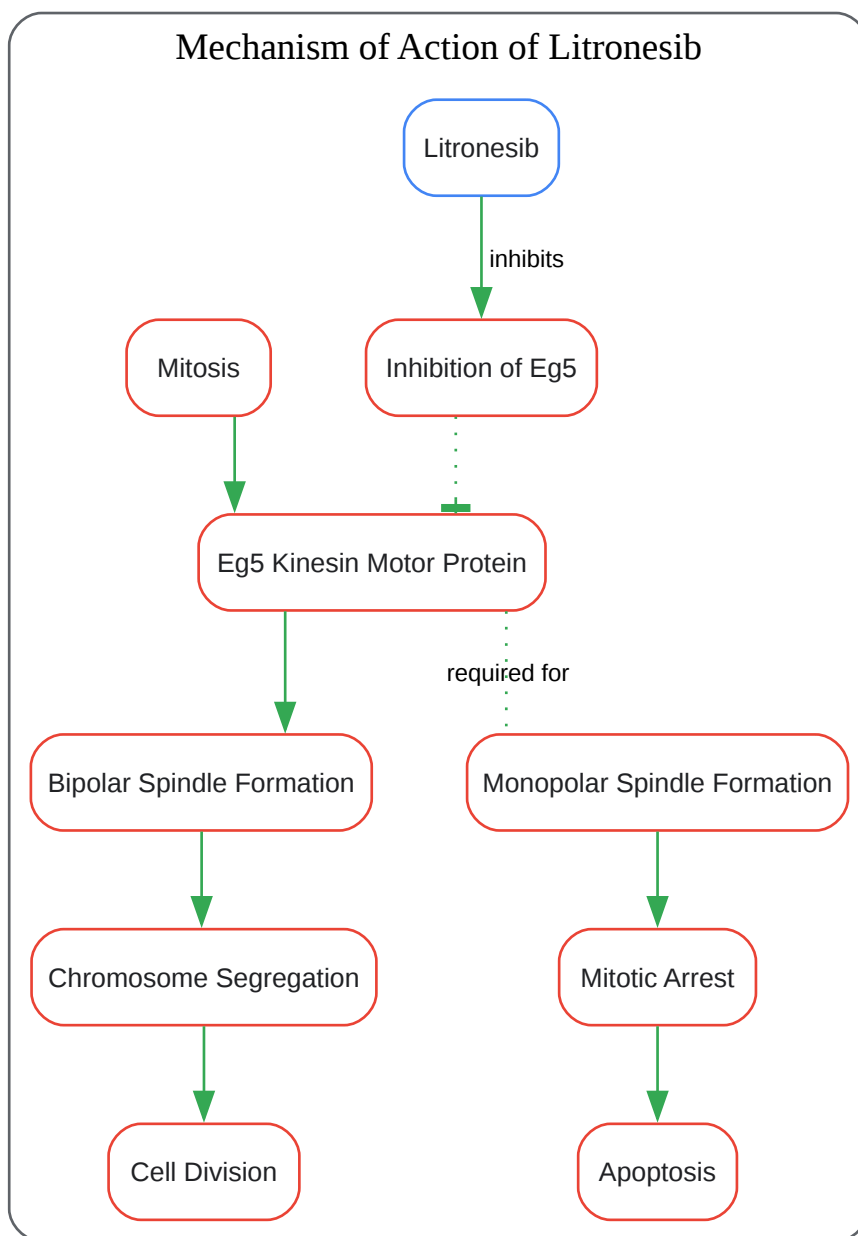 Mechanism of Action of Litronesib
Litronesib
inhibits
Mitosis
Inhibition of Eg5
Eg5 Kinesin Motor Protein
required for
Bipolar Spindle Formation
Monopolar Spindle Formation
Chromosome Segregation
Mitotic Arrest
Cell Division
Apoptosis